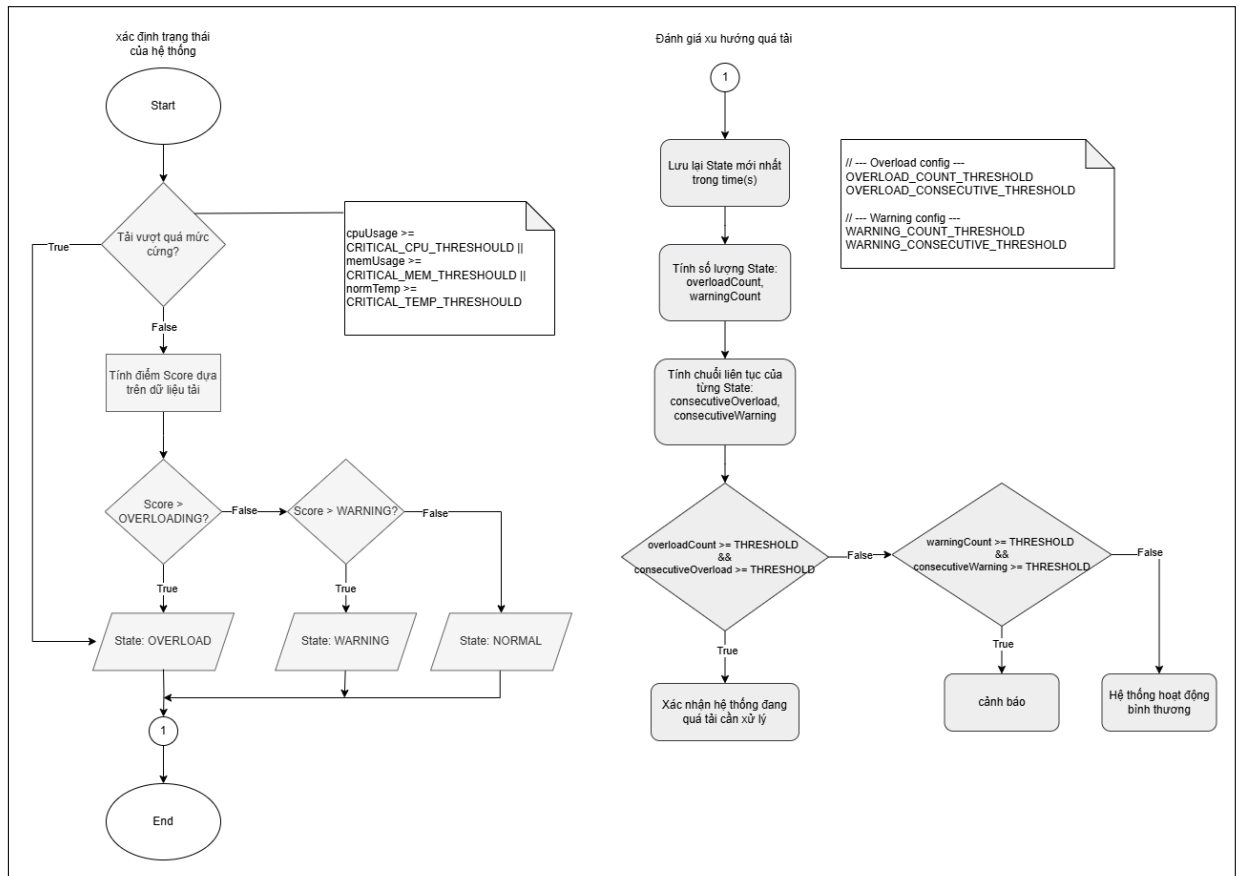 xác định trạng thái
của hệ thống
Start
Tải vượt quá mức
cứng?
True
False
cpuUsage >=
CRITICAL_CPU_THRESHOULD ||
memUsage >=
CRITICAL_MEM_THRESHOULD ||
normTemp >=
CRITICAL_TEMP_THRESHOULD
Tính điểm Score dựa
trên dữ liệu tải
Score >
OVERLOADING?
False
Score > WARNING?
False
True
True
State: OVERLOAD
State: WARNING
State: NORMAL
1
End
Đánh giá xu hướng quá tải
1
Lưu lại State mới nhất
trong time(s)
// --- Overload config ---
OVERLOAD_COUNT_THRESHOLD
OVERLOAD_CONSECUTIVE_THRESHOLD
// --- Warning config ---
WARNING_COUNT_THRESHOLD
WARNING_CONSECUTIVE_THRESHOLD
Tính số lượng State:
overloadCount,
warningCount
Tính chuỗi liên tục của
từng State:
consecutiveOverload,
consecutiveWarning
overloadCount >= THRESHOLD
&&
consecutiveOverload >= THRESHOLD
False
warningCount >= THRESHOLD
&&
consecutiveWarning >= THRESHOLD
False
True
True
Xác nhận hệ thống đang
quá tải cần xử lý
cảnh báo
Hệ thống hoạt động
bình thương